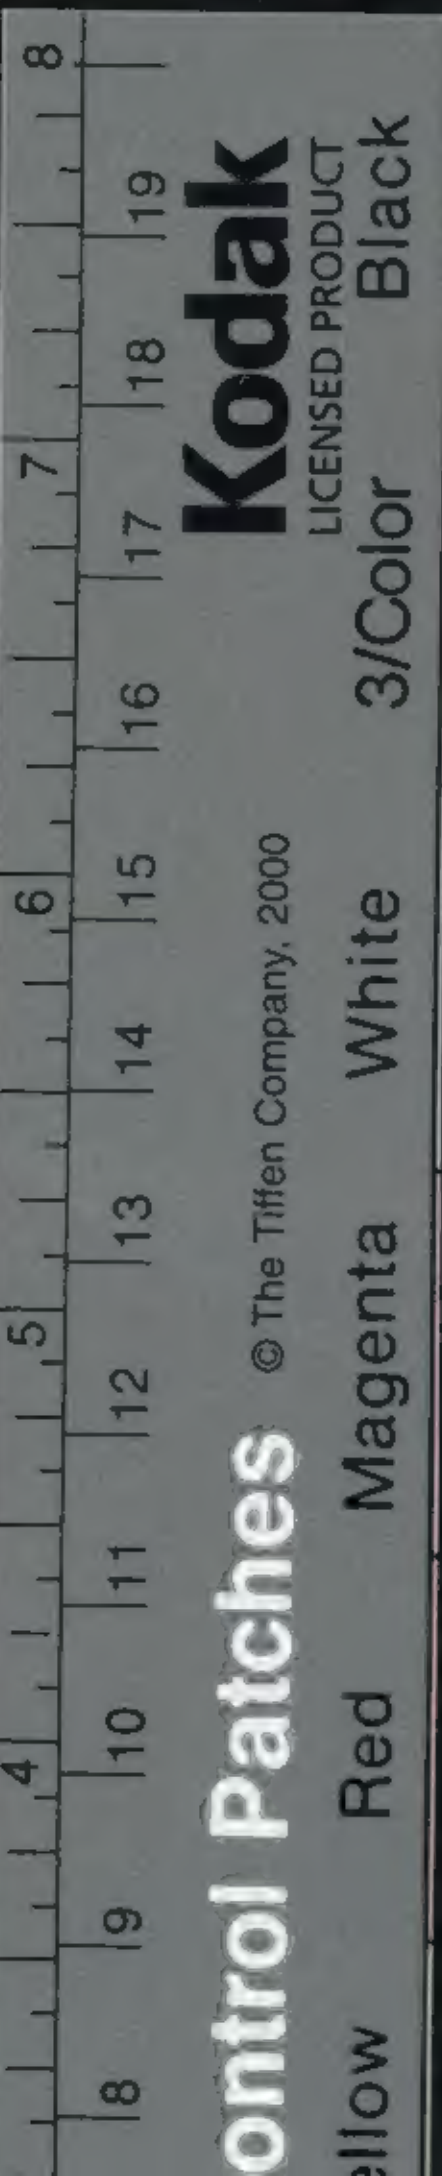 4 5 6 7 8
8 9 10 11 12 13 14 15 16 17 18 19
ontrol Patches © The Tiffen Company, 2000 Kodak
LICENSED PRODUCT
ellow Red Magenta White 3/Color Black